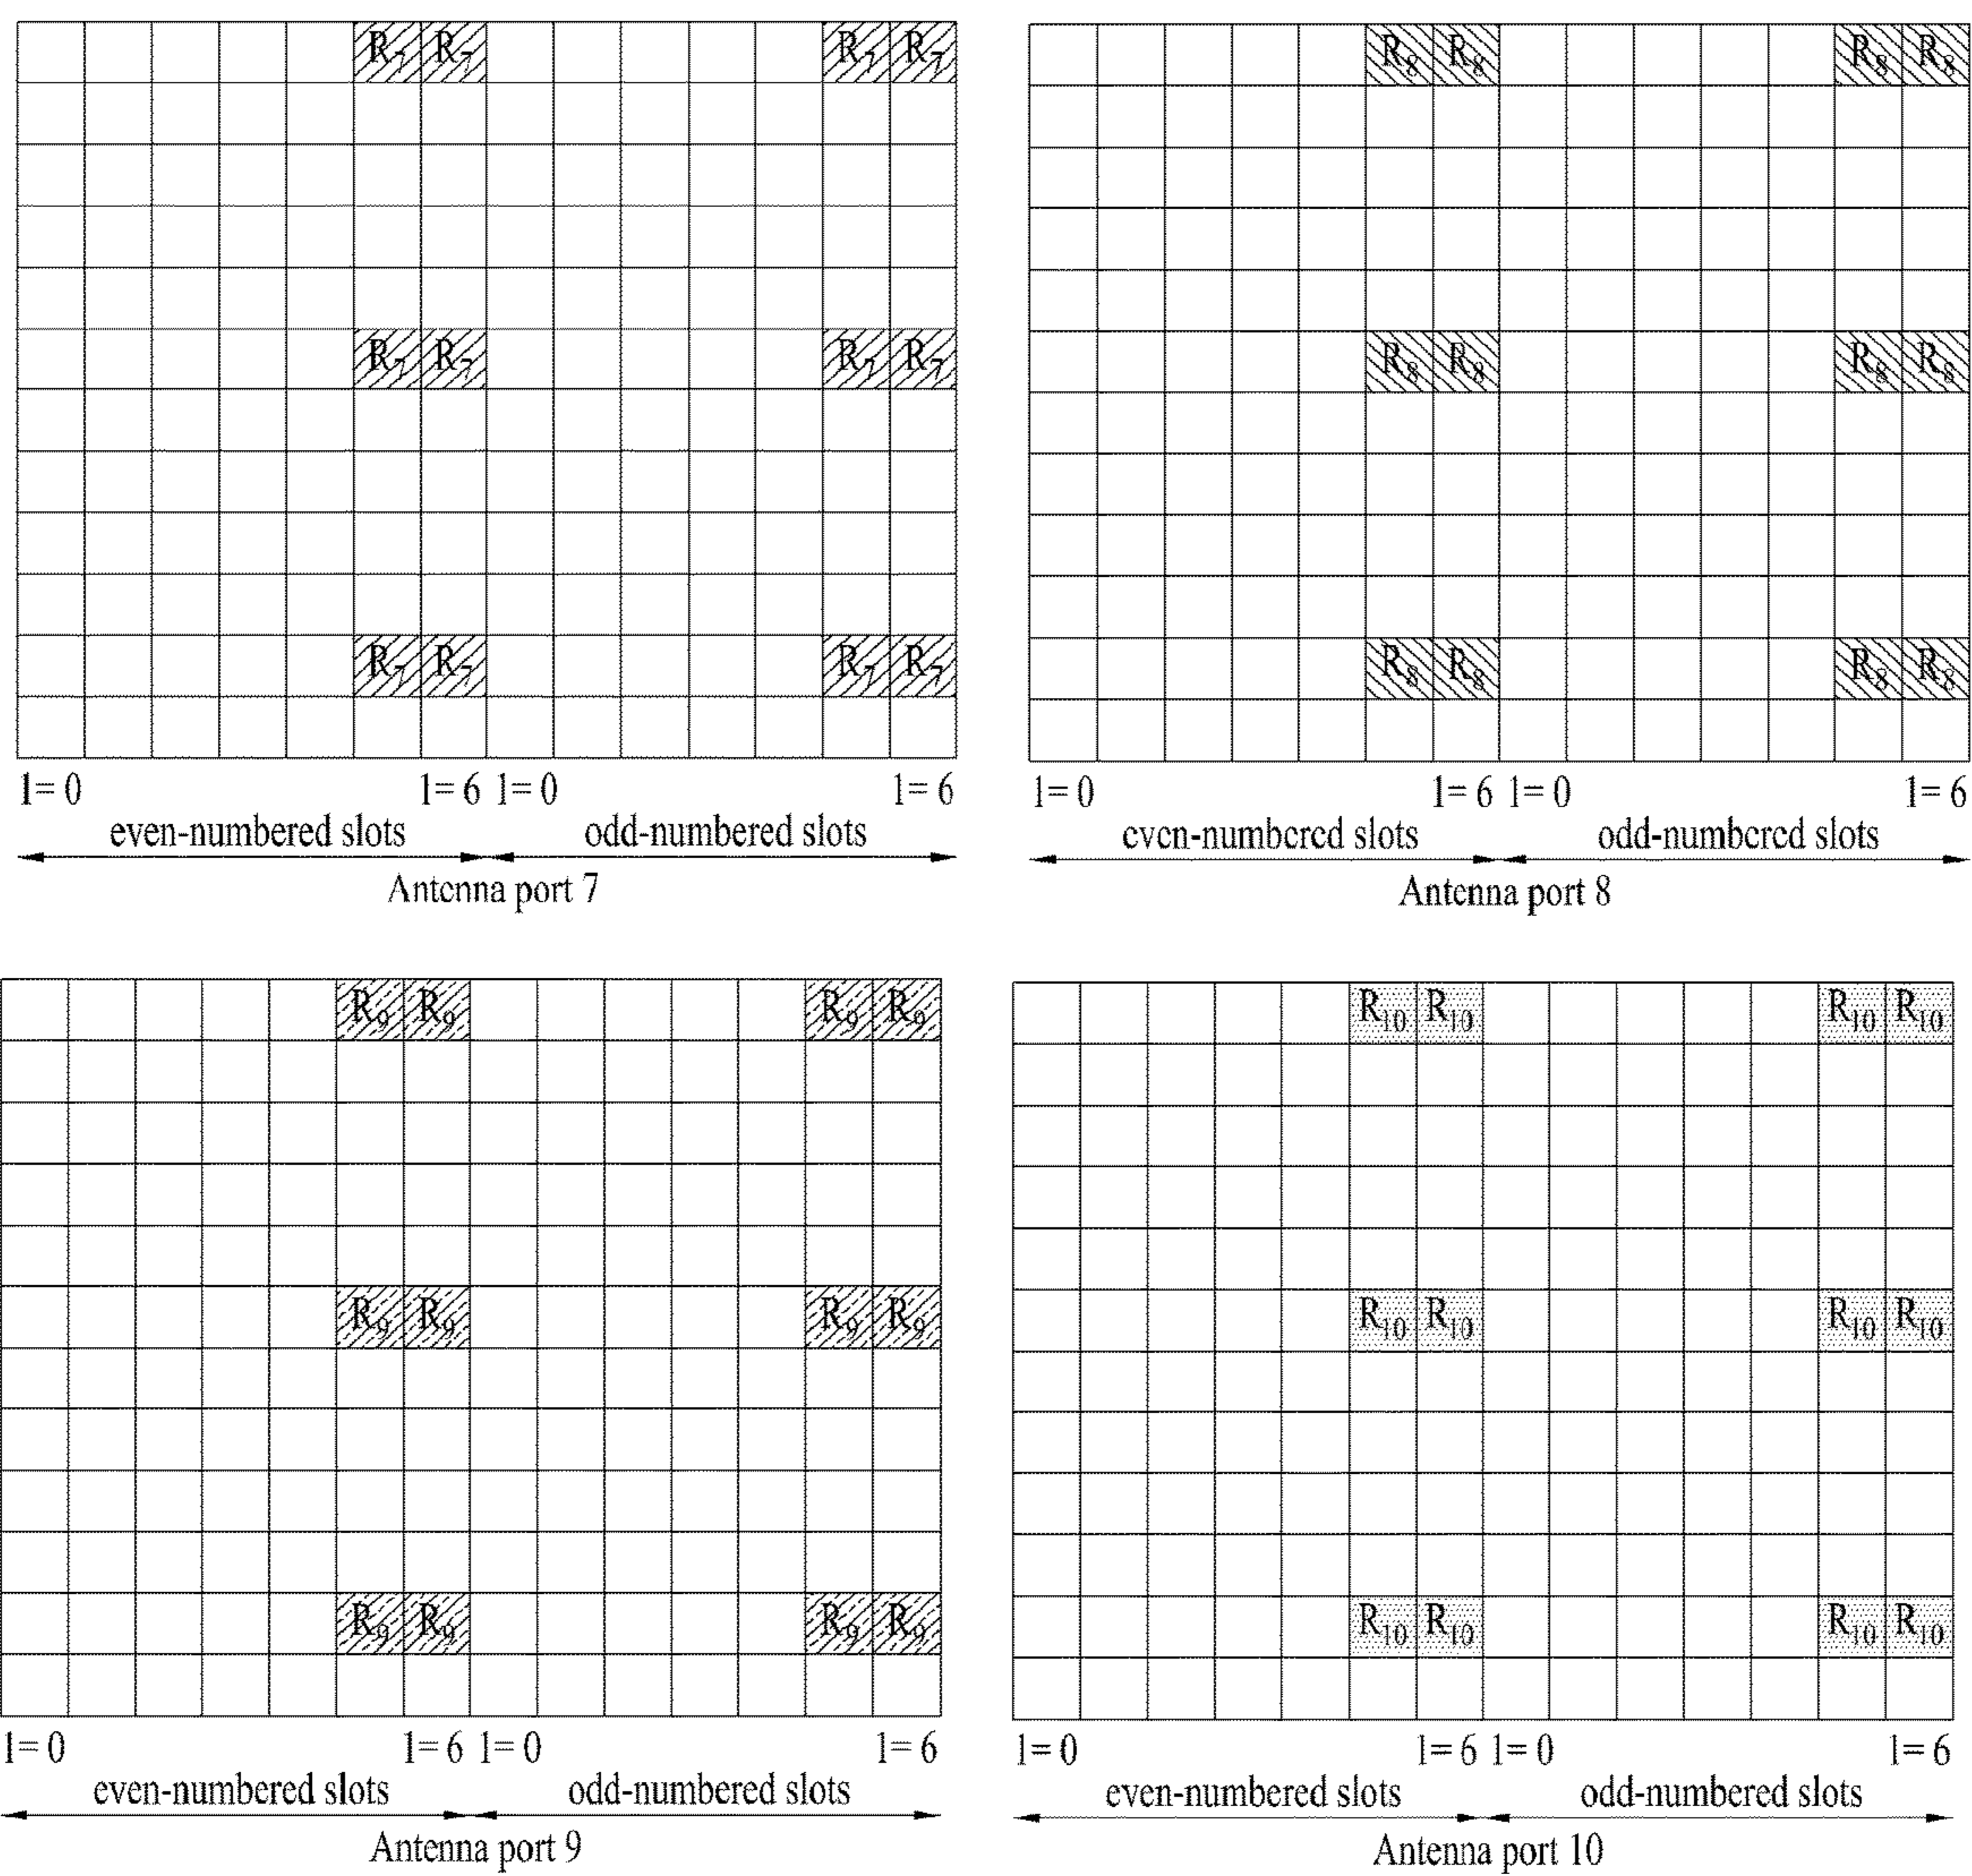 R7 R7 R7 R7 R8 R8 R8 R8
R7 R7 R7 R7 R8 R8 R8 R8
R7 R7 R7 R7 R8 R8 R8 R8
l= 0 l= 6 l= 0 l= 6 l= 0 l= 6 l= 0 l= 6
even-numbered slots odd-numbered slots even-numbered slots odd-numbered slots
Antenna port 7 Antenna port 8
R9 R9 R9 R9 R10 R10 R10 R10
R9 R9 R9 R9 R10 R10 R10 R10
R9 R9 R9 R9 R10 R10 R10 R10
l= 0 l= 6 l= 0 l= 6 l= 0 l= 6 l= 0 l= 6
even-numbered slots odd-numbered slots even-numbered slots odd-numbered slots
Antenna port 9 Antenna port 10